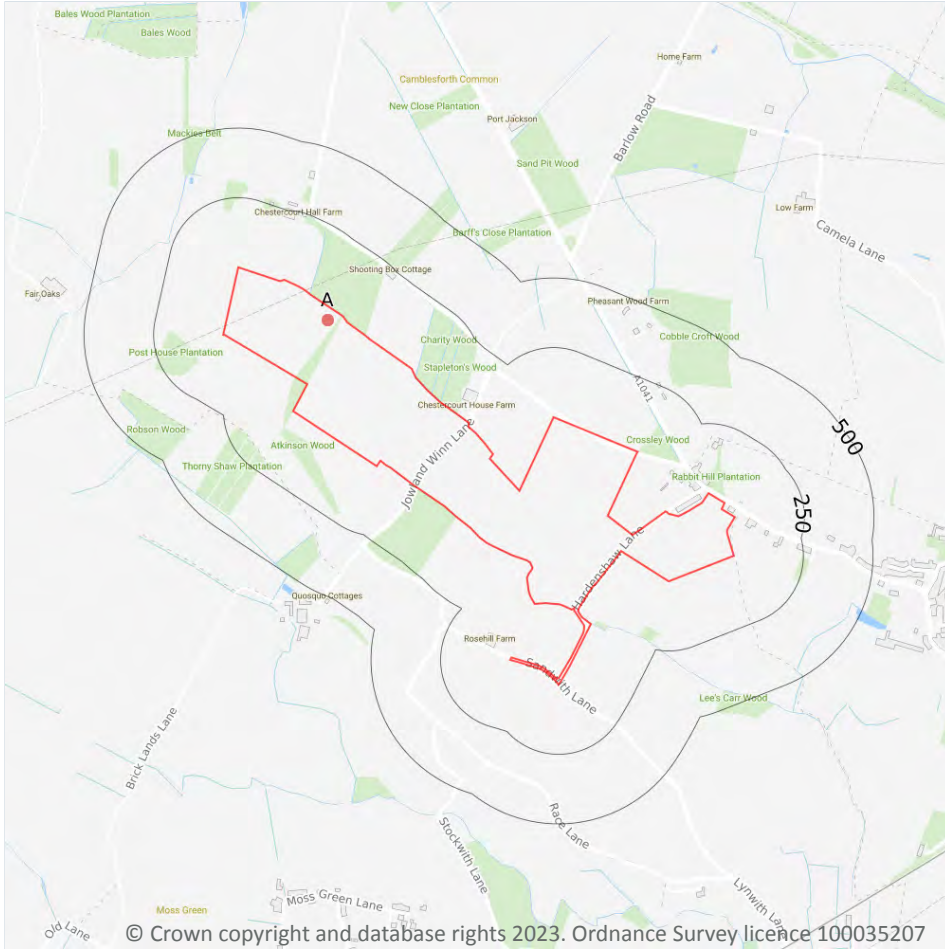 Bales Wood Plantation
Bales Wood
Home Farm
Camblesforth Common
New Close Plantation
Port Jackson
Barlow Road
Mackies Belt
Sand Pit Wood
Chestercourt Hall Farm
Low Farm
Camela Lane
Barff's Close Plantation
Shooting Box Cottage
Fair Oaks
A
Pheasant Wood Farm
Cobble Croft Wood
Charity Wood
Post House Plantation
Stapleton's Wood
A1041
Chestercourt House Farm
500
Robson Wood
Atkinson Wood
Crossley Wood
Jowland Winn Lane
Thorny Shaw Plantation
Rabbit Hill Plantation
250
Hardenshaw Lane
Quosquo Cottages
Rosehill Farm
Sandwith Lane
Lee's Carr Wood
Brick Lands Lane
Race Lane
Stockwith Lane
Moss Green Lane
Lynwith Lane
Moss Green
Old Lane
© Crown copyright and database rights 2023. Ordnance Survey licence 100035207